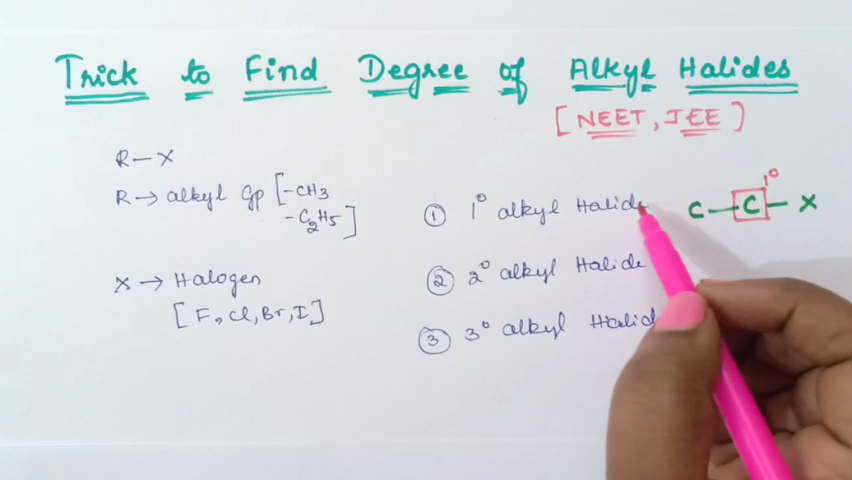 Trick to Find Degree of Alkyl Halides
[NEET, JEE]
R-X
R→ alkyl Gp [-CH3
-C2H5]
X → Halogen
[F, Cl, Br, I]
① 1° alkyl Halide
② 2° alkyl Halide
③ 3° alkyl Halid
1°
C-C-X